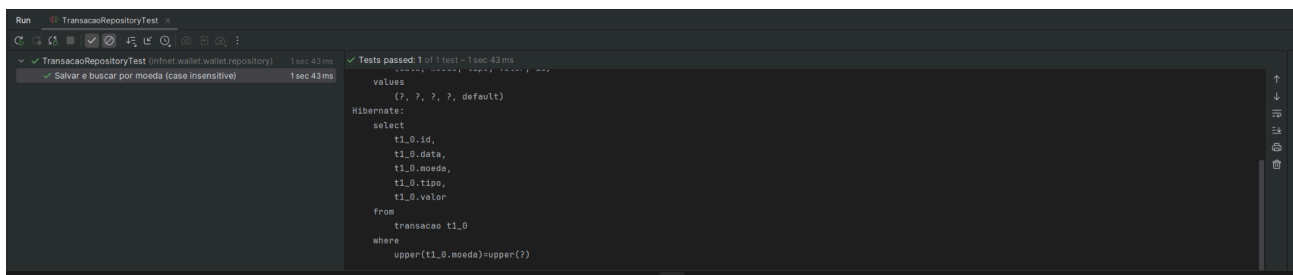 Run TransacaoRepositoryTest ×
TransacaoRepositoryTest (infnet.wallet.wallet.repository) 1 sec 43 ms
Salvar e buscar por moeda (case insensitive) 1 sec 43 ms
Tests passed: 1 of 1 test – 1 sec 43 ms
values
(?, ?, ?, ?, default)
Hibernate:
select
t1_0.id,
t1_0.data,
t1_0.moeda,
t1_0.tipo,
t1_0.valor
from
transacao t1_0
where
upper(t1_0.moeda)=upper(?)